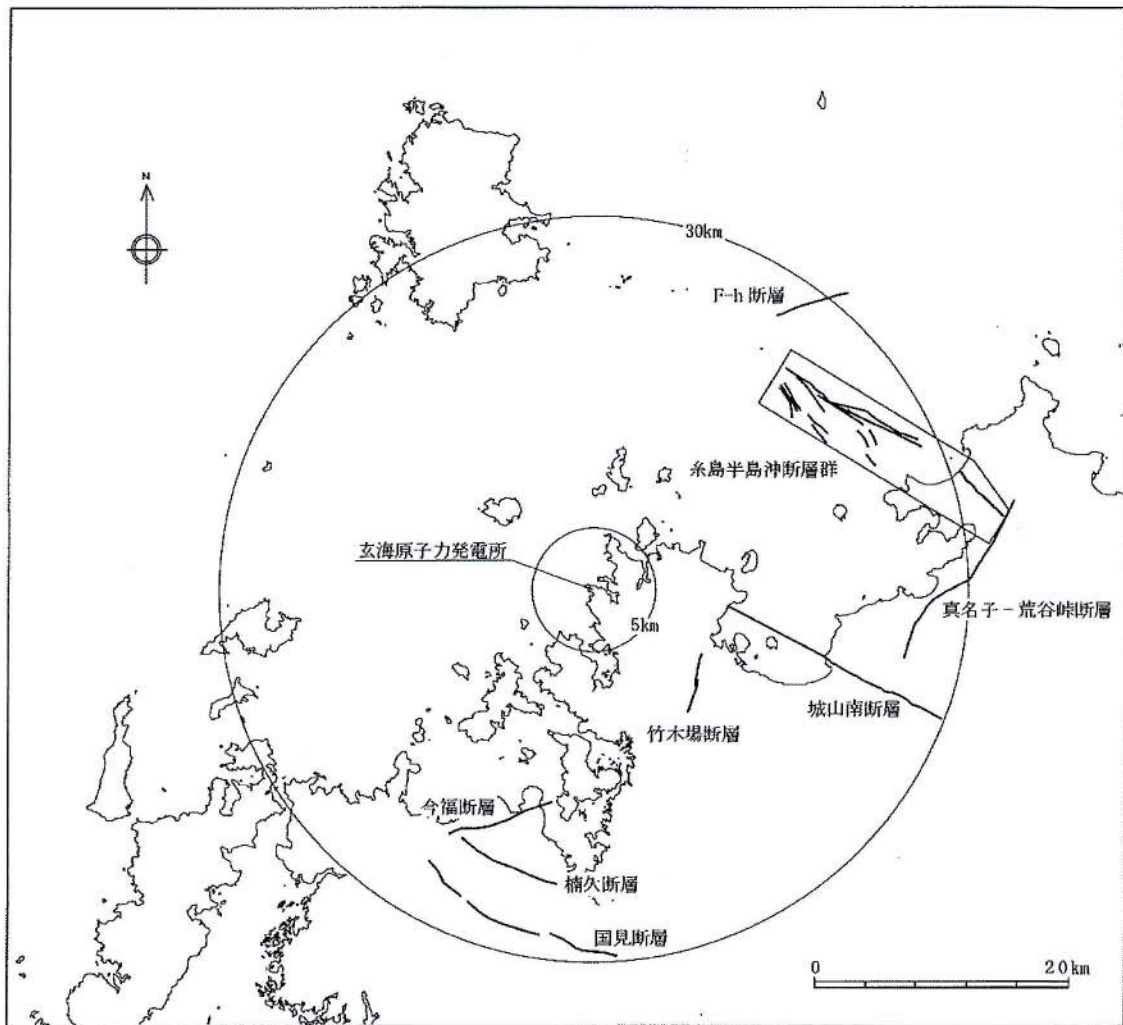 N
30km
F-h断層
糸島半島沖断層群
玄海原子力発電所
5km
真名子-荒谷峠断層
城山南断層
竹木場断層
今福断層
楠久断層
国見断層
0 20km